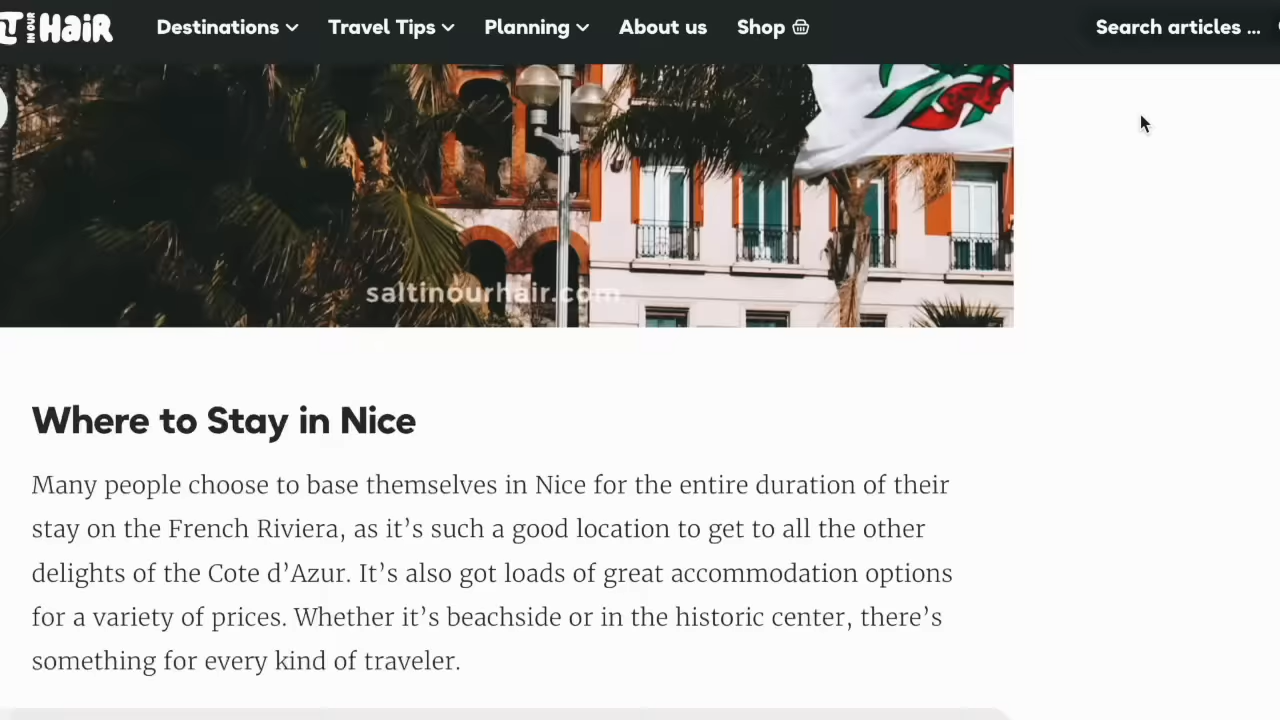 T IN OUR HaiR
Destinations Travel Tips Planning About us Shop Search articles ...
saltinourhair.com
Where to Stay in Nice
Many people choose to base themselves in Nice for the entire duration of their
stay on the French Riviera, as it’s such a good location to get to all the other
delights of the Cote d’Azur. It’s also got loads of great accommodation options
for a variety of prices. Whether it’s beachside or in the historic center, there’s
something for every kind of traveler.